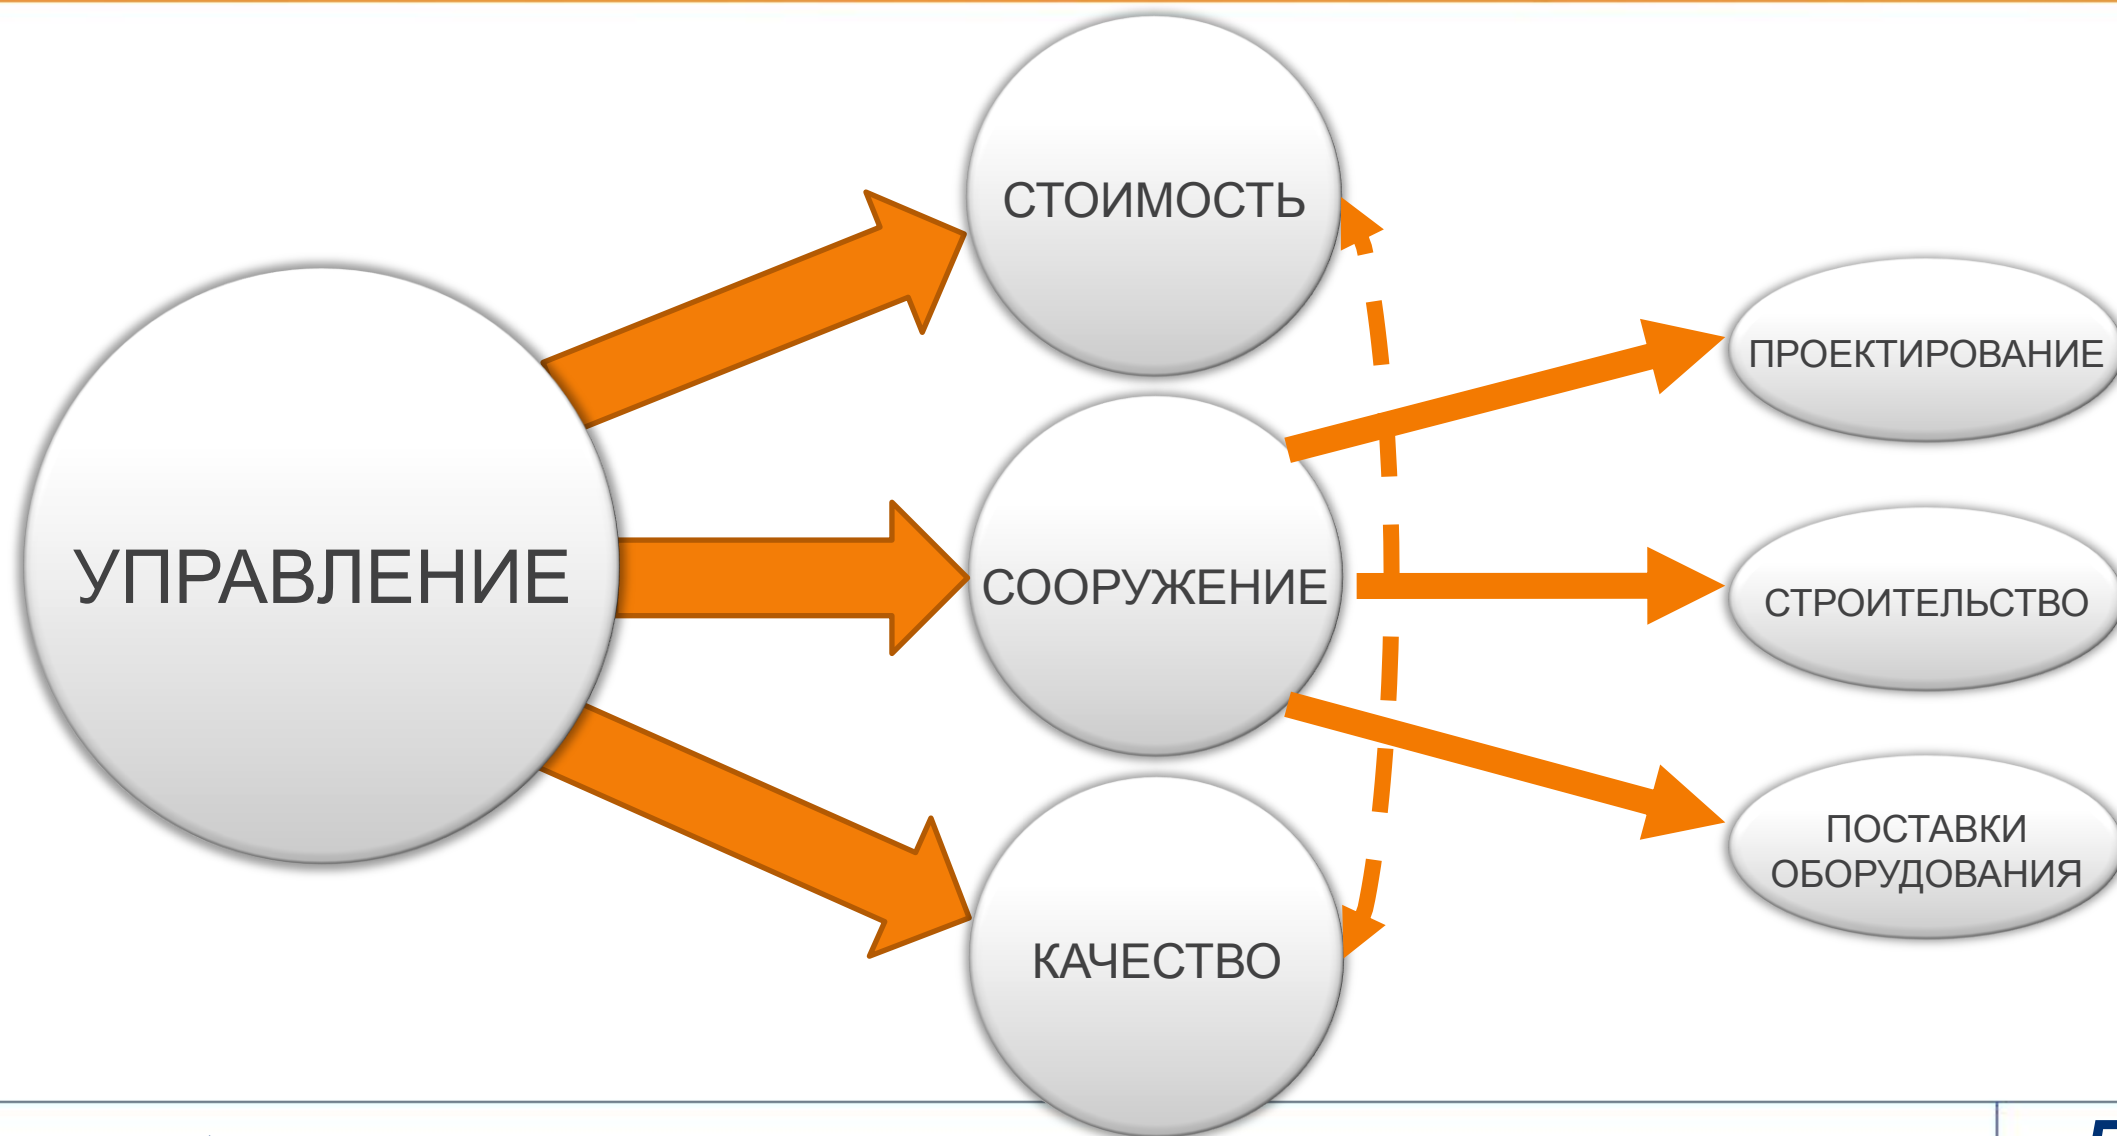 СТОИМОСТЬ
ПРОЕКТИРОВАНИЕ
УПРАВЛЕНИЕ
СООРУЖЕНИЕ
СТРОИТЕЛЬСТВО
ПОСТАВКИ
ОБОРУДОВАНИЯ
КАЧЕСТВО